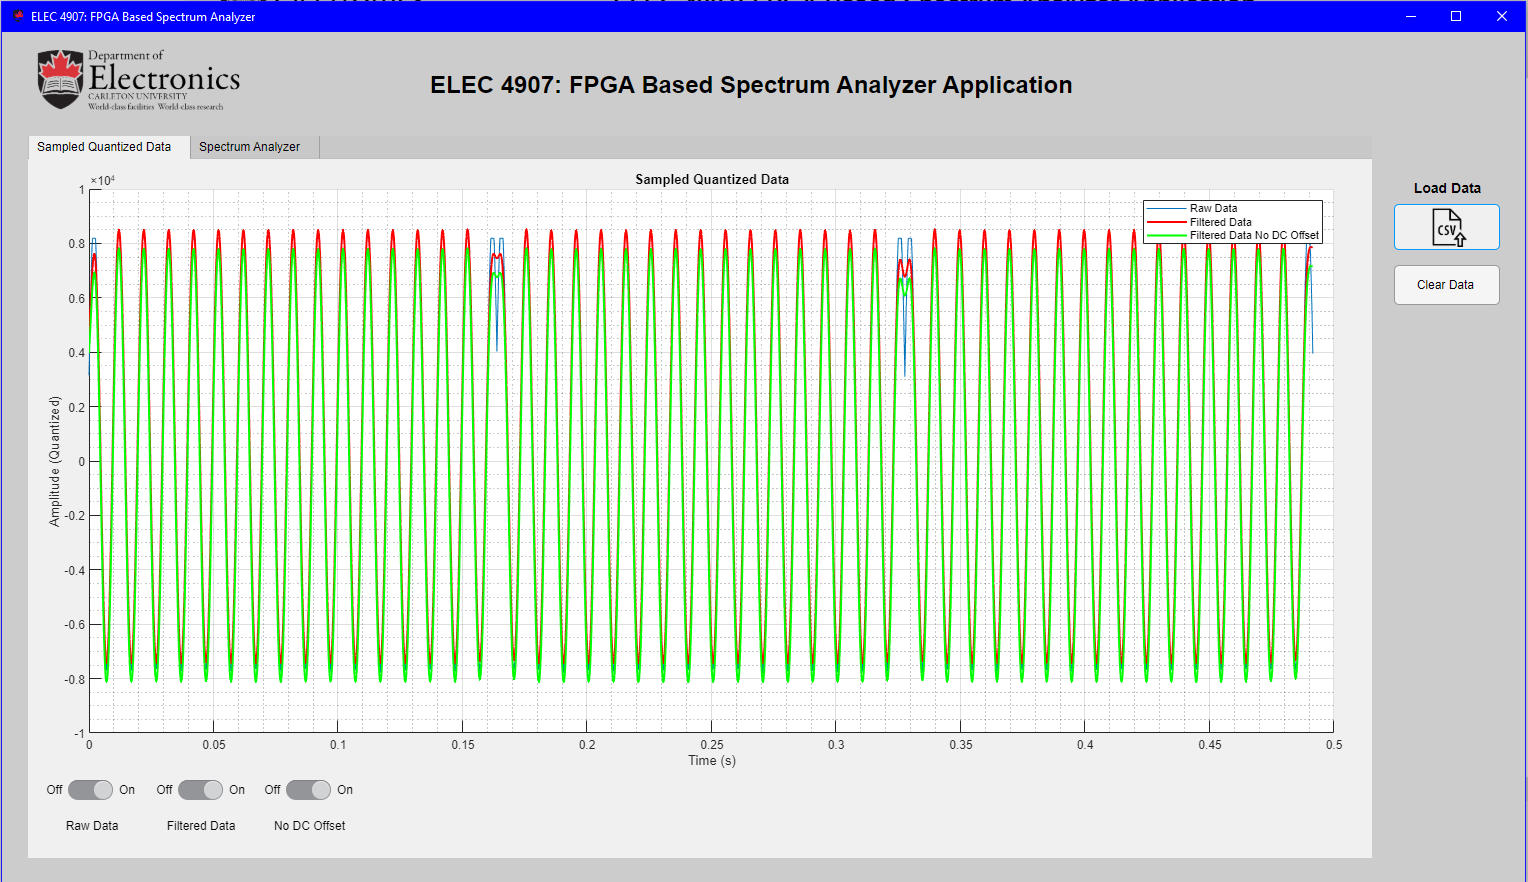 ELEC 4907: FPGA Based Spectrum Analyzer
Department of
Electronics
CARLETON UNIVERSITY
World-class facilities World-class research
ELEC 4907: FPGA Based Spectrum Analyzer Application
Sampled Quantized Data
Spectrum Analyzer
Load Data
CSV
Clear Data
Sampled Quantized Data
×10⁴
Raw Data
Filtered Data
Filtered Data No DC Offset
1
0.8
0.6
0.4
0.2
0
-0.2
-0.4
-0.6
-0.8
-1
Amplitude (Quantized)
0 0.05 0.1 0.15 0.2 0.25 0.3 0.35 0.4 0.45 0.5
Time (s)
Off On Off On Off On
Raw Data Filtered Data No DC Offset